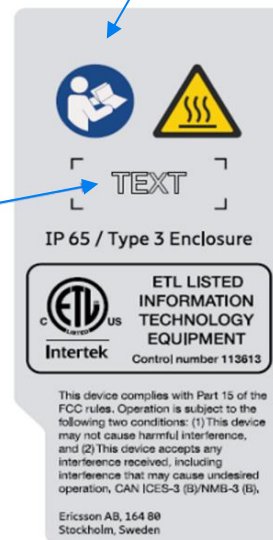 TEXT
IP 65 / Type 3 Enclosure
ETL LISTED
INFORMATION
TECHNOLOGY
EQUIPMENT
Control number 113613
C ETL US
LISTED
Intertek
This device complies with Part 15 of the
FCC rules. Operation is subject to the
following two conditions: (1) This device
may not cause harmful interference,
and (2) This device accepts any
interference received, including
interference that may cause undesired
operation, CAN ICES-3 (B)/NMB-3 (B),
Ericsson AB, 164 80
Stockholm, Sweden